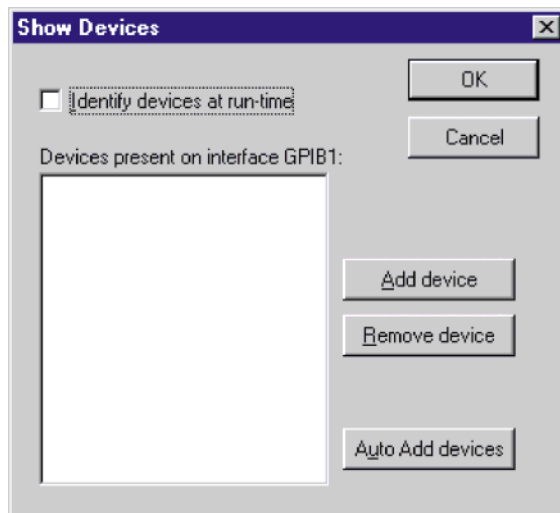 Show Devices
OK
Identify devices at run-time
Cancel
Devices present on interface GPIB1:
Add device
Remove device
Auto Add devices